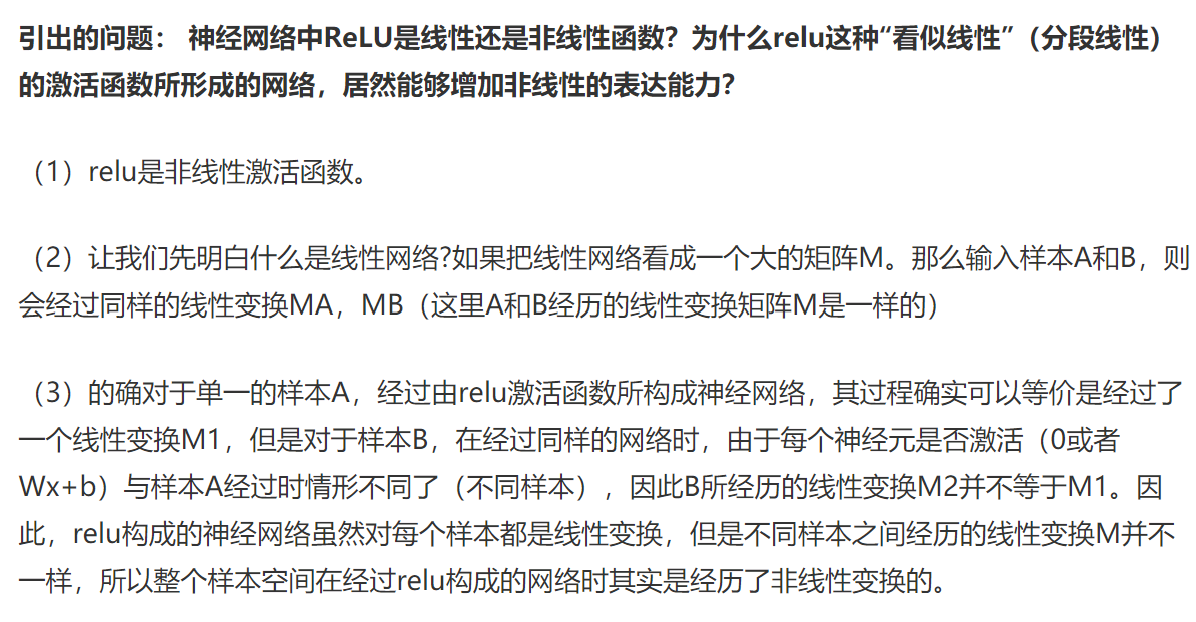 引出的问题： 神经网络中ReLU是线性还是非线性函数？为什么relu这种“看似线性”（分段线性）
的激活函数所形成的网络，居然能够增加非线性的表达能力？
（1）relu是非线性激活函数。
（2）让我们先明白什么是线性网络?如果把线性网络看成一个大的矩阵M。那么输入样本A和B，则
会经过同样的线性变换MA，MB（这里A和B经历的线性变换矩阵M是一样的）
（3）的确对于单一的样本A，经过由relu激活函数所构成神经网络，其过程确实可以等价是经过了
一个线性变换M1，但是对于样本B，在经过同样的网络时，由于每个神经元是否激活（0或者
Wx+b）与样本A经过时情形不同了（不同样本），因此B所经历的线性变换M2并不等于M1。因
此，relu构成的神经网络虽然对每个样本都是线性变换，但是不同样本之间经历的线性变换M并不
一样，所以整个样本空间在经过relu构成的网络时其实是经历了非线性变换的。